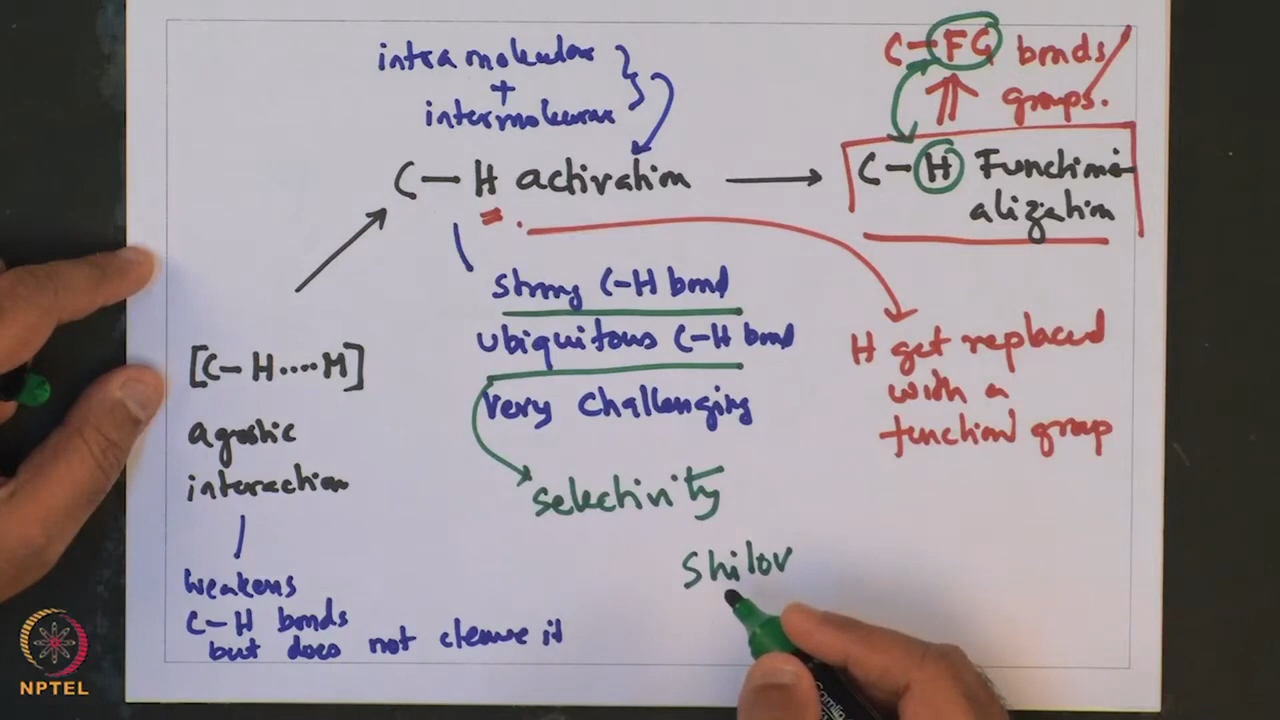 intramolecular
+
intermolecular
C-FG bonds/
groups.
C-H activation
C-H Functionalization
strong C-H bond
ubiquitous C-H bond
very challenging
selectivity
H get replaced
with a
function group
[C-H....M]
agostic
interaction
weakens
C-H bonds
but does not cleave it
Shilov
NPTEL